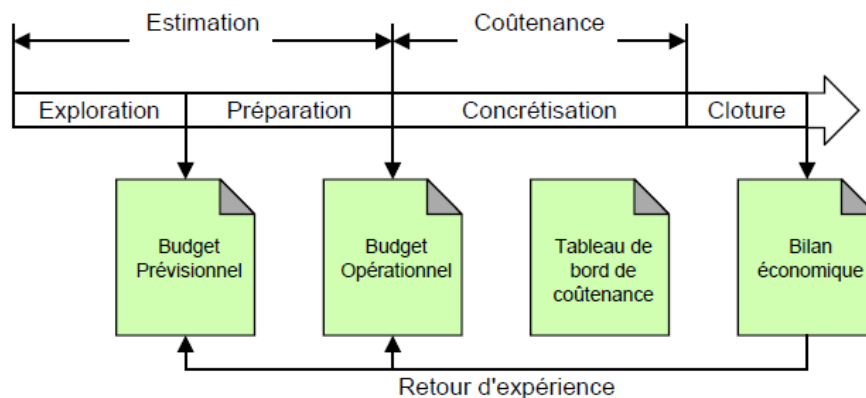 Estimation
Coûtenance
Exploration
Préparation
Concrétisation
Cloture
Budget
Prévisionnel
Budget
Opérationnel
Tableau de
bord de
coûtenance
Bilan
économique
Retour d'expérience